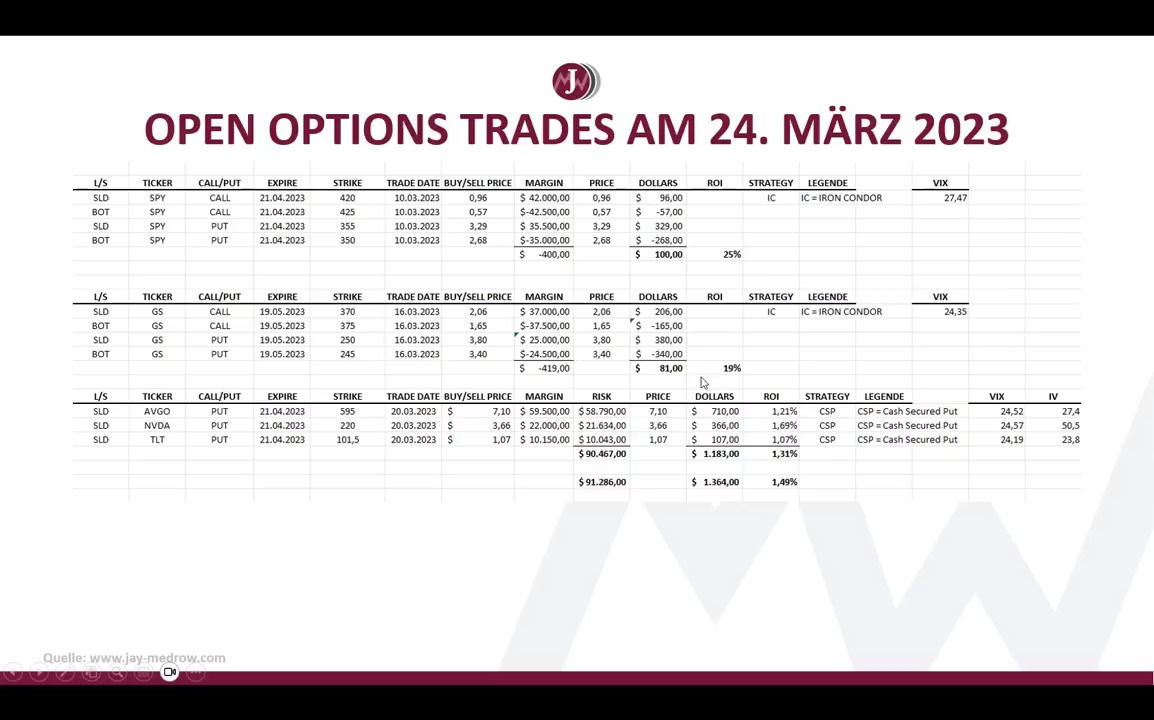 J
OPEN OPTIONS TRADES AM 24. MÄRZ 2023
L/S TICKER CALL/PUT EXPIRE STRIKE TRADE DATE BUY/SELL PRICE MARGIN PRICE DOLLARS ROI STRATEGY LEGENDE VIX
SLD SPY CALL 21.04.2023 420 10.03.2023 0,96 $ 42.000,00 0,96 $ 96,00 IC IC = IRON CONDOR 27,47
BOT SPY CALL 21.04.2023 425 10.03.2023 0,57 $-42.500,00 0,57 $ -57,00
SLD SPY PUT 21.04.2023 355 10.03.2023 3,29 $ 35.500,00 3,29 $ 329,00
BOT SPY PUT 21.04.2023 350 10.03.2023 2,68 $-35.000,00 2,68 $ -268,00
$ -400,00 $ 100,00 25%
L/S TICKER CALL/PUT EXPIRE STRIKE TRADE DATE BUY/SELL PRICE MARGIN PRICE DOLLARS ROI STRATEGY LEGENDE VIX
SLD GS CALL 19.05.2023 370 16.03.2023 2,06 $ 37.000,00 2,06 $ 206,00 IC IC = IRON CONDOR 24,35
BOT GS CALL 19.05.2023 375 16.03.2023 1,65 $-37.500,00 1,65 $ -165,00
SLD GS PUT 19.05.2023 250 16.03.2023 3,80 $ 25.000,00 3,80 $ 380,00
BOT GS PUT 19.05.2023 245 16.03.2023 3,40 $-24.500,00 3,40 $ -340,00
$ -419,00 $ 81,00 19%
L/S TICKER CALL/PUT EXPIRE STRIKE TRADE DATE BUY/SELL PRICE MARGIN RISK PRICE DOLLARS ROI STRATEGY LEGENDE VIX IV
SLD AVGO PUT 21.04.2023 595 20.03.2023 $ 7,10 $ 59.500,00 $ 58.790,00 7,10 $ 710,00 1,21% CSP CSP = Cash Secured Put 24,52 27,4
SLD NVDA PUT 21.04.2023 220 20.03.2023 $ 3,66 $ 22.000,00 $ 21.634,00 3,66 $ 366,00 1,69% CSP CSP = Cash Secured Put 24,57 50,5
SLD TLT PUT 21.04.2023 101,5 20.03.2023 $ 1,07 $ 10.150,00 $ 10.043,00 1,07 $ 107,00 1,07% CSP CSP = Cash Secured Put 24,19 23,8
$ 90.467,00 $ 1.183,00 1,31%
$ 91.286,00 $ 1.364,00 1,49%
Quelle: www.jay-medrow.com